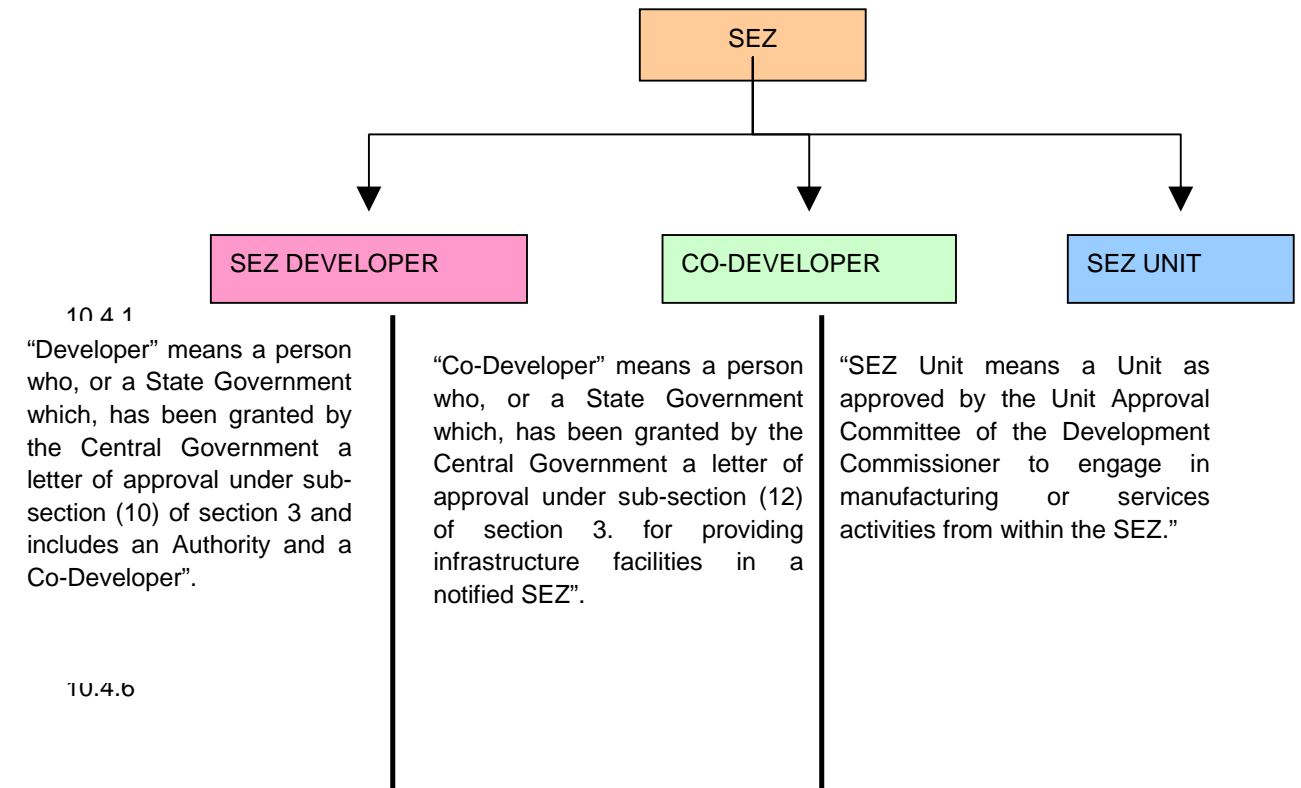 SEZ
SEZ DEVELOPER
CO-DEVELOPER
SEZ UNIT
10.4.1
“Developer” means a person
who, or a State Government
which, has been granted by
the Central Government a
letter of approval under sub-
section (10) of section 3 and
includes an Authority and a
Co-Developer”.
“Co-Developer” means a person
who, or a State Government
which, has been granted by the
Central Government a letter of
approval under sub-section (12)
of section 3. for providing
infrastructure facilities in a
notified SEZ”.
“SEZ Unit means a Unit as
approved by the Unit Approval
Committee of the Development
Commissioner to engage in
manufacturing or services
activities from within the SEZ.”
10.4.6